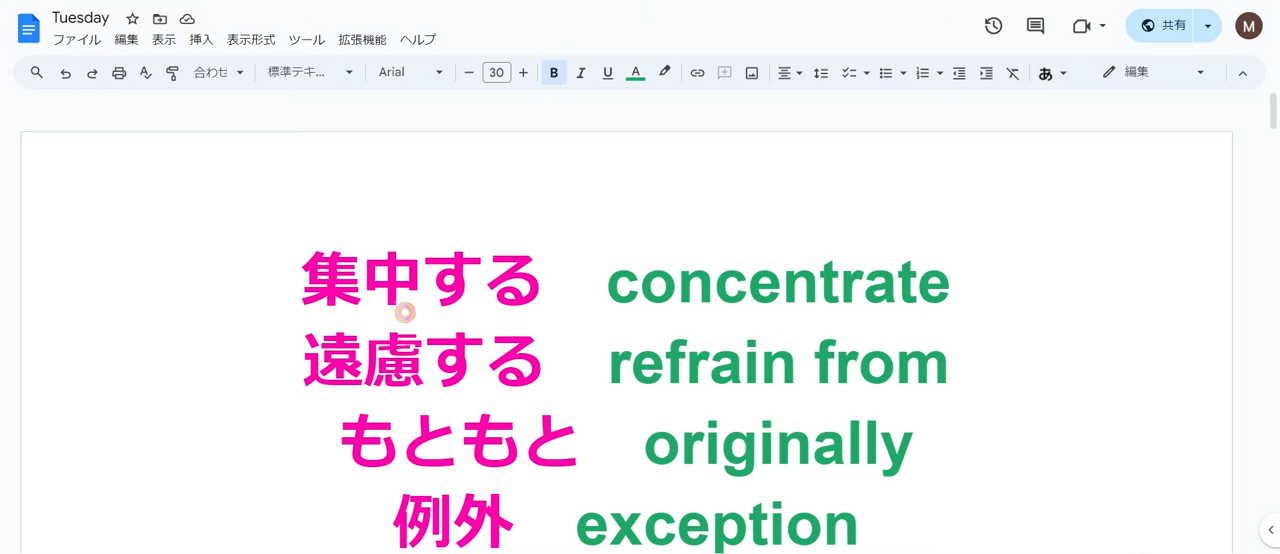 Tuesday
ファイル 編集 表示 挿入 表示形式 ツール 拡張機能 ヘルプ
共有
M
合わせ 標準テキ... Arial 30 B I U A あ 編集
集中する concentrate
遠慮する refrain from
もともと originally
例外 exception